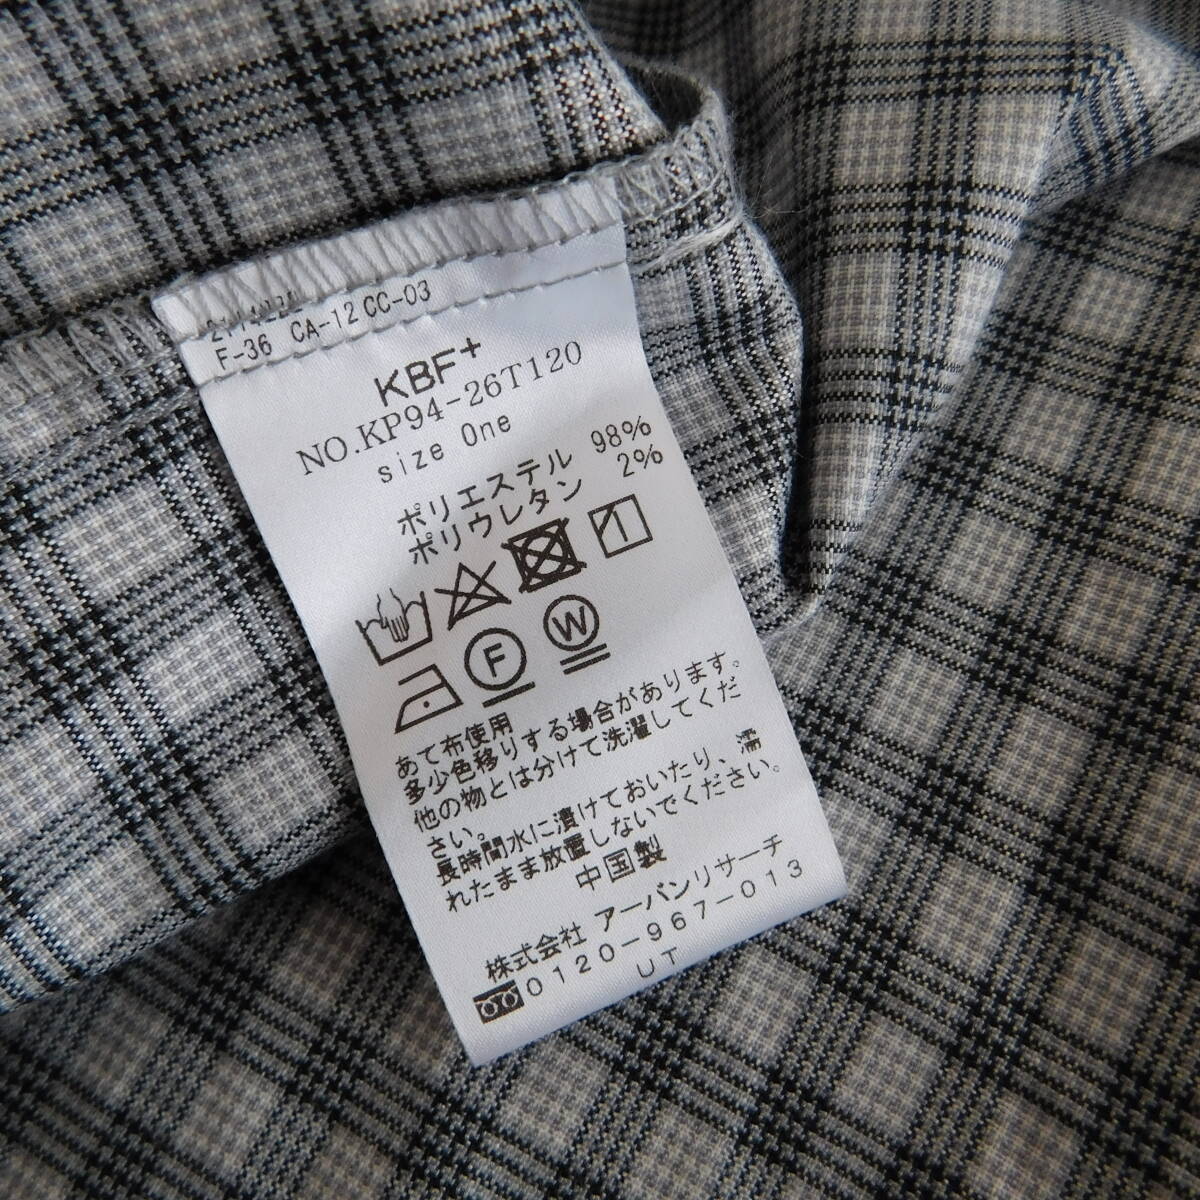 F-36 CA-12 CC-03
KBF+
NO.KP94-26T120
size One
ポリエステル 98%
ポリウレタン 2%
F W
あて布使用
多少色移りする場合があります。
他の物とは分けて洗濯してくだ
さい。
長時間水に漬けておいたり、濡
れたまま放置しないでください。
中国製
株式会社 アーバンリサーチ
0120-967-013
UT